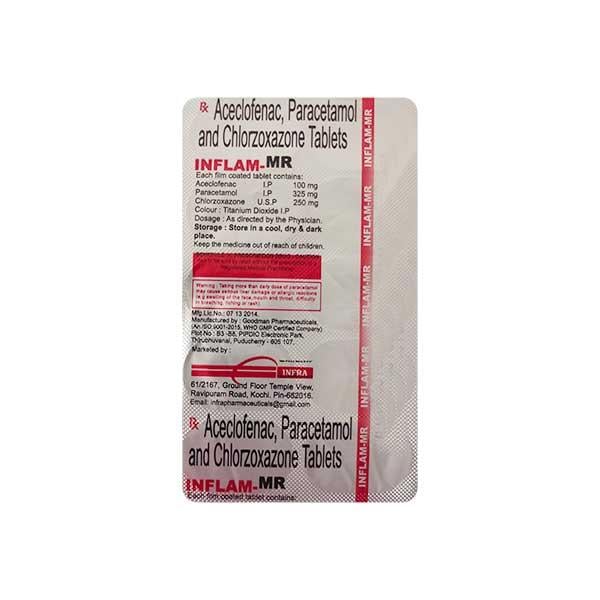 Rx Aceclofenac, Paracetamol
and Chlorzoxazone Tablets
INFLAM-MR
Each film coated tablet contains:
Aceclofenac I.P 100 mg
Paracetamol I.P 325 mg
Chlorzoxazone U.S.P 250 mg
Colour : Titanium Dioxide I.P
Dosage : As directed by the Physician.
Storage : Store in a cool, dry & dark
place.
Keep the medicine out of reach of children.
Registered Medical Practitioner
Warning : Taking more than daily dose of paracetamol
may cause serious liver damage or allergic reactions
(e.g swelling of the face, mouth and throat, difficulty
in breathing, itching or rash).
Mfg Lic.No.: 07 13 2014.
Manufactured by : Goodman Pharmaceuticals,
(An ISO 9001-2015, WHO GMP Certified Company)
Plot No : B3 -B8, PIPDIC Electronic Park,
Thirubhuvanai, Puducherry - 605 107.
Marketed by :
INFRA
61/2167, Ground Floor Temple View,
Ravipuram Road, Kochi. Pin-682016.
Email: infrapharmaceuticals@gmail.com
Rx Aceclofenac, Paracetamol
and Chlorzoxazone Tablets
INFLAM-MR
Each film coated tablet contains:
INFLAM-MR
INFLAM-MR
INFLAM-MR
INFLAM-MR
INFLAM-MR